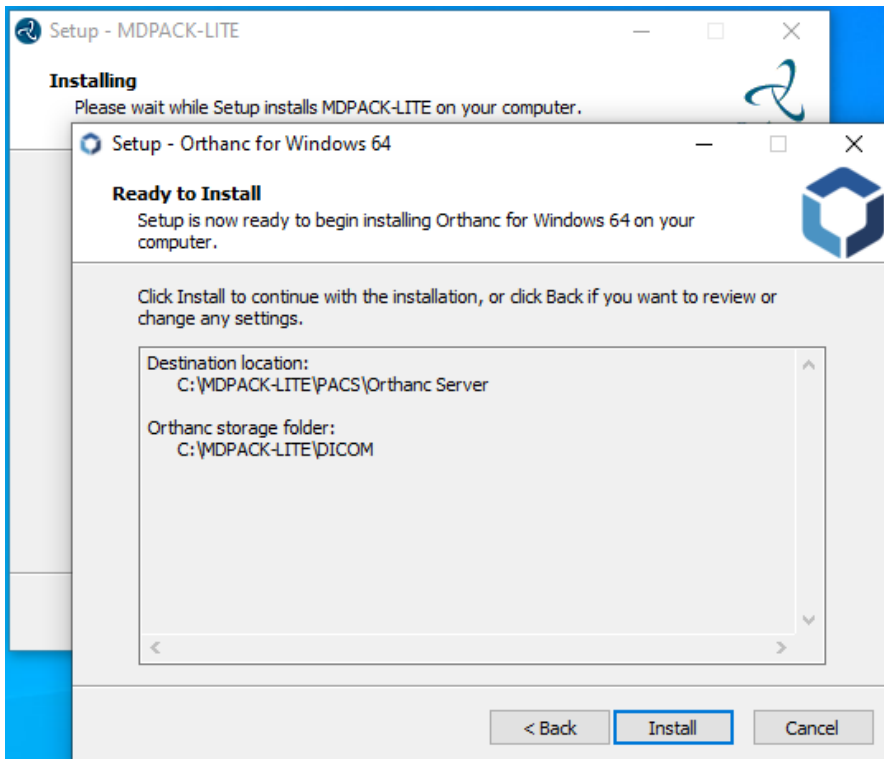 Setup - MDPACK-LITE
Installing
Please wait while Setup installs MDPACK-LITE on your computer.
Setup - Orthanc for Windows 64
Ready to Install
Setup is now ready to begin installing Orthanc for Windows 64 on your
computer.
Click Install to continue with the installation, or click Back if you want to review or
change any settings.
Destination location:
C:\MDPACK-LITE\PACS\Orthanc Server
Orthanc storage folder:
C:\MDPACK-LITE\DICOM
< Back
Install
Cancel